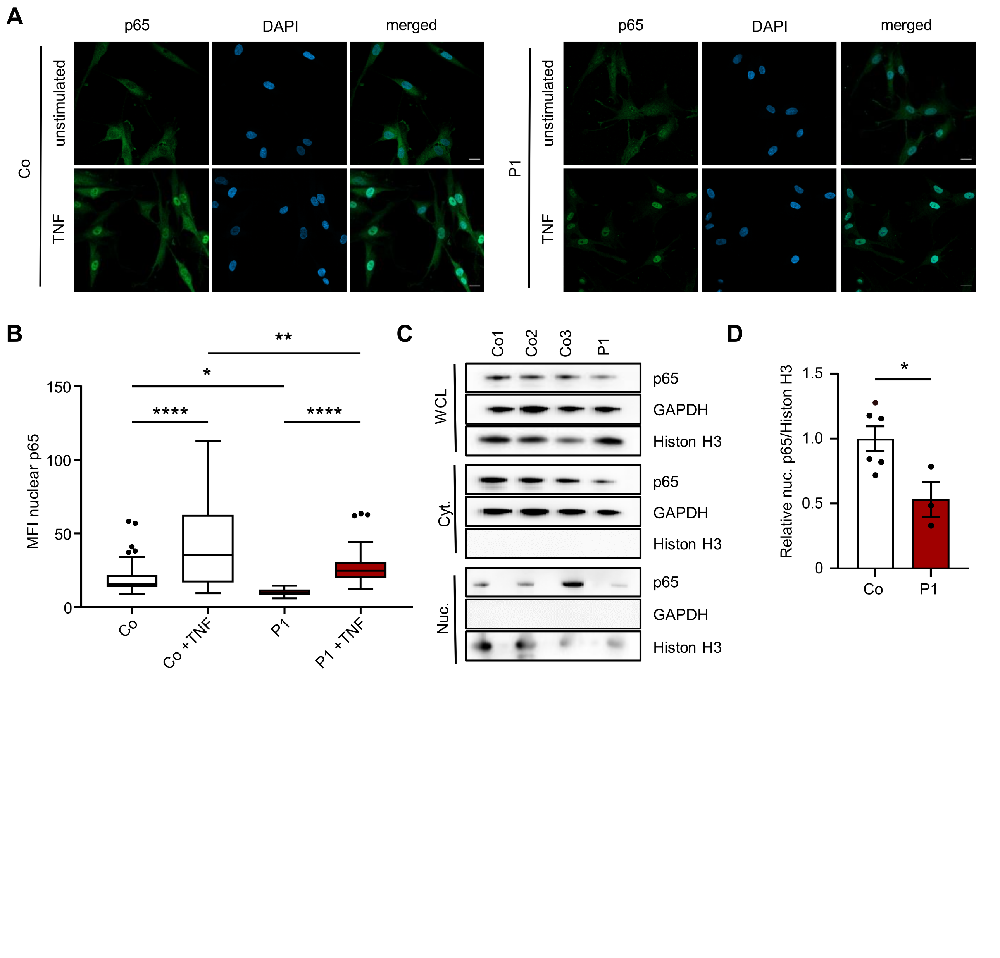 A
p65 DAPI merged p65 DAPI merged
Co
unstimulated
TNF
P1
unstimulated
TNF
B
**
*
**** ****
MFI nuclear p65
150
100
50
0
Co
Co +TNF
P1
P1 +TNF
C
Co1 Co2 Co3 P1
WCL
p65
GAPDH
Histon H3
Cyt.
p65
GAPDH
Histon H3
Nuc.
p65
GAPDH
Histon H3
D
*
Relative nuc. p65/Histon H3
1.5
1.0
0.5
0
Co P1